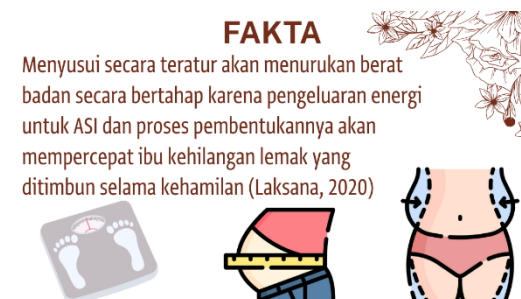 FAKTA
Menyusui secara teratur akan menurukan berat
badan secara bertahap karena pengeluaran energi
untuk ASI dan proses pembentukannya akan
mempercepat ibu kehilangan lemak yang
ditimbun selama kehamilan (Laksana, 2020)